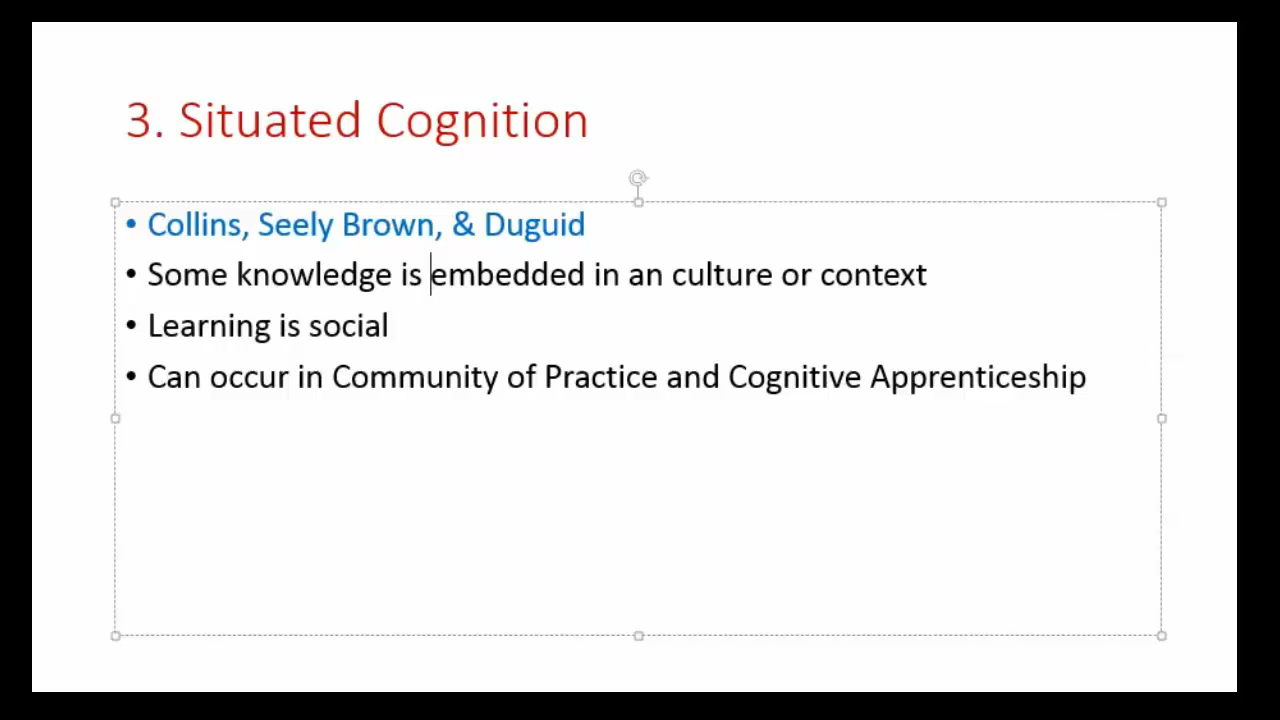 3. Situated Cognition
• Collins, Seely Brown, & Duguid
• Some knowledge is embedded in an culture or context
• Learning is social
• Can occur in Community of Practice and Cognitive Apprenticeship